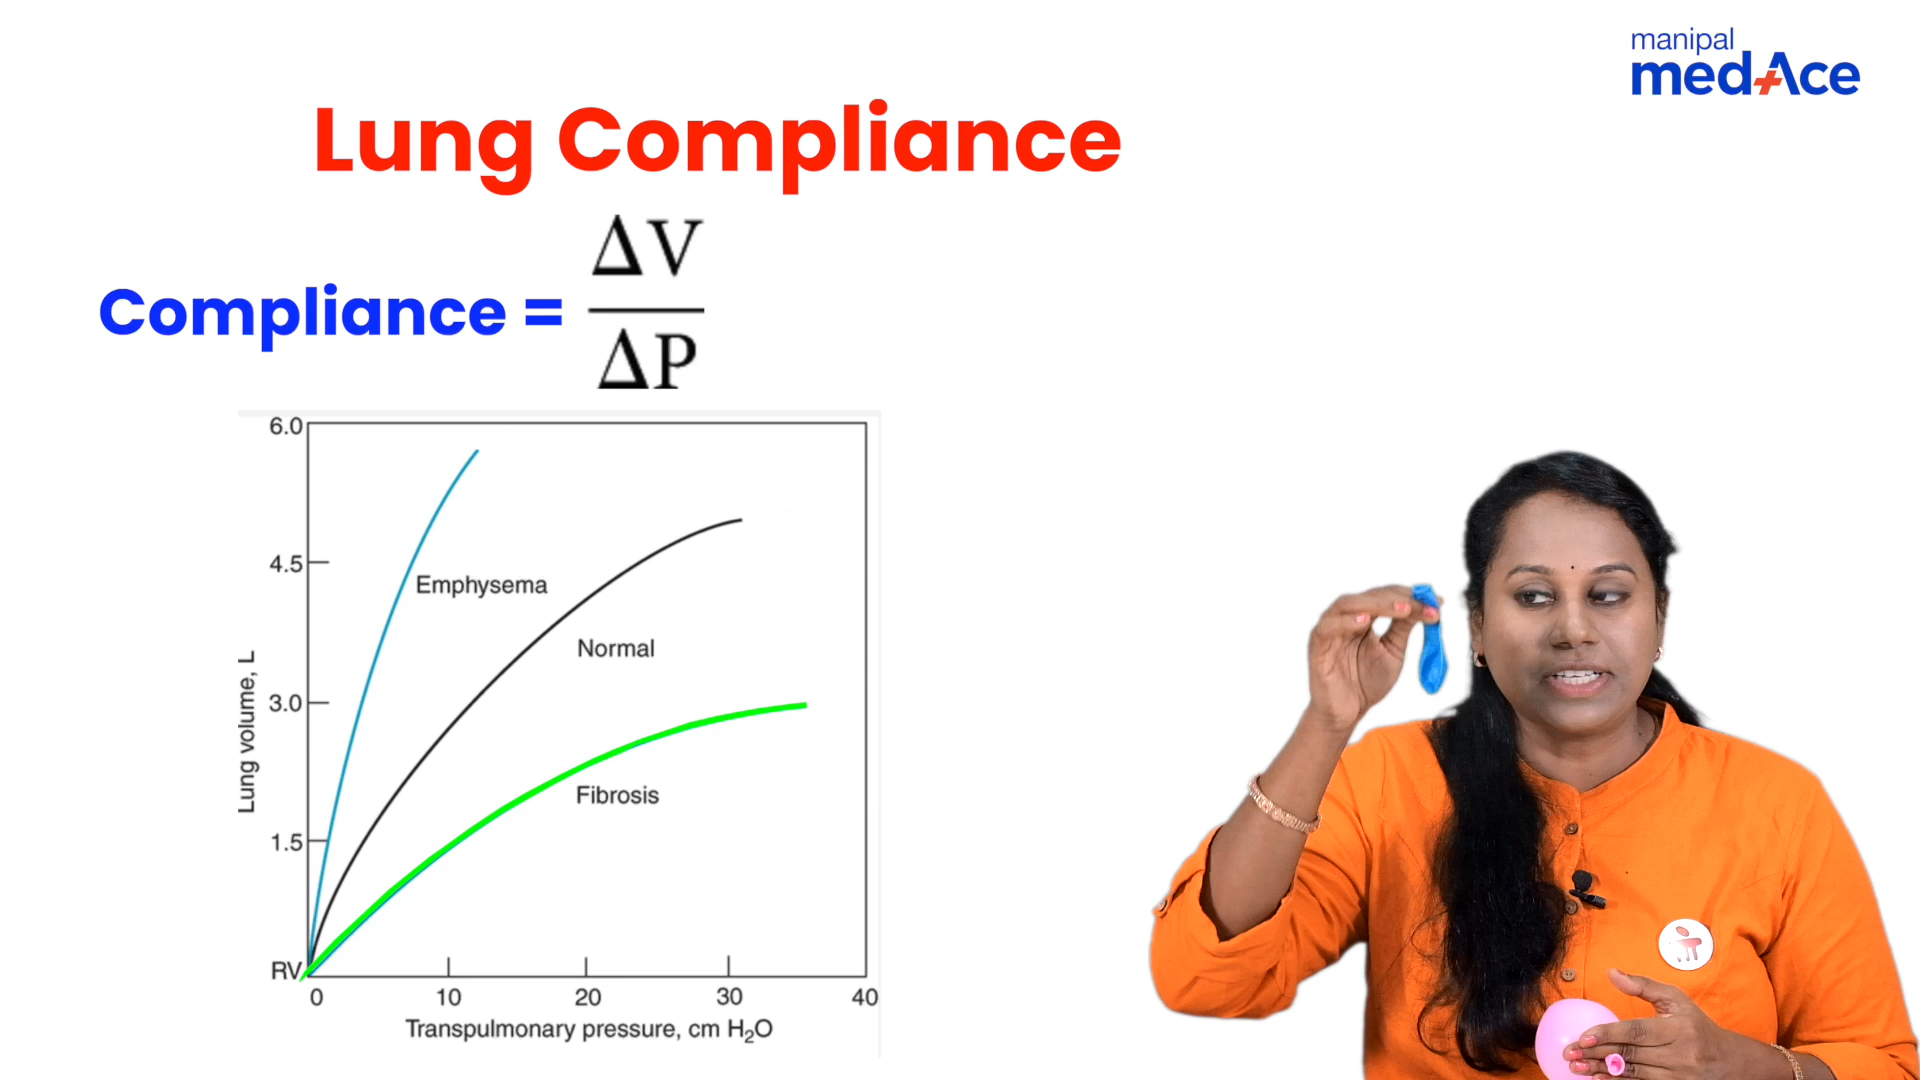 manipal
medAce
Lung Compliance
Compliance = ΔV
ΔP
6.0
4.5
Emphysema
Normal
3.0
Fibrosis
1.5
RV
Lung volume, L
0 10 20 30 40
Transpulmonary pressure, cm H₂O